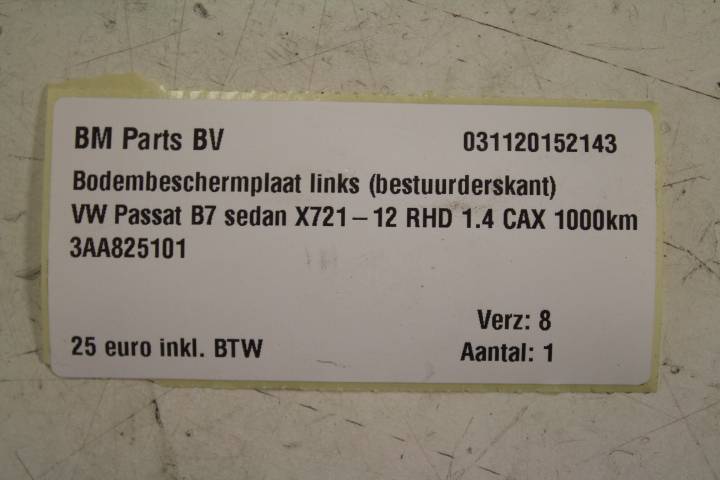 BM Parts BV 031120152143
Bodembeschermplaat links (bestuurderskant)
VW Passat B7 sedan X721-12 RHD 1.4 CAX 1000km
3AA825101
Verz: 8
25 euro inkl. BTW Aantal: 1